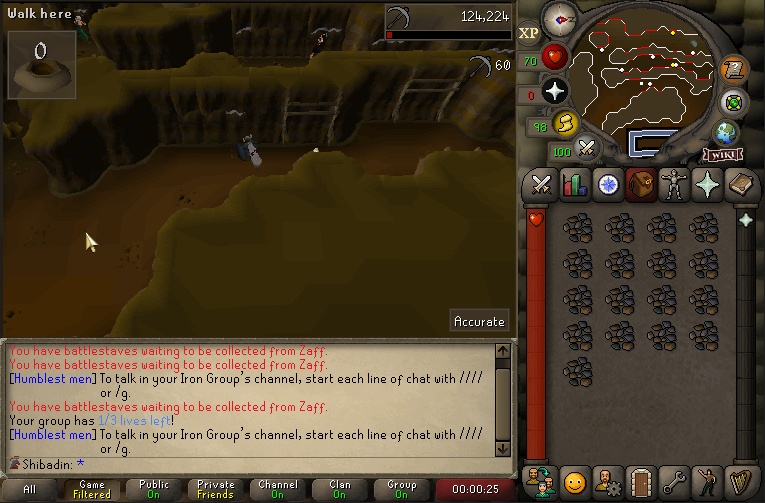 Walk here
0
124,224
60
XP
70
0
98
100
WIKI
Accurate
You have battlestaves waiting to be collected from Zaff.
You have battlestaves waiting to be collected from Zaff.
[Humblest men] To talk in your Iron Group's channel, start each line of chat with ////
or /g.
You have battlestaves waiting to be collected from Zaff.
Your group has 1/3 lives left!
[Humblest men] To talk in your Iron Group's channel, start each line of chat with ////
or /g.
Shibadin: *
All
Game
Filtered
Public
On
Private
Friends
Channel
On
Clan
On
Group
On
00:00:25